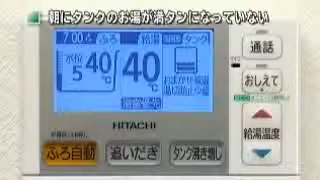 朝にタンクのお湯が満タンになっていない
7:00 ふろ 給湯 タンク
水位
5 40℃ 40℃
通話
おしえて
HITACHI
給湯温度
ふろ自動 追いだき タンク沸き増し